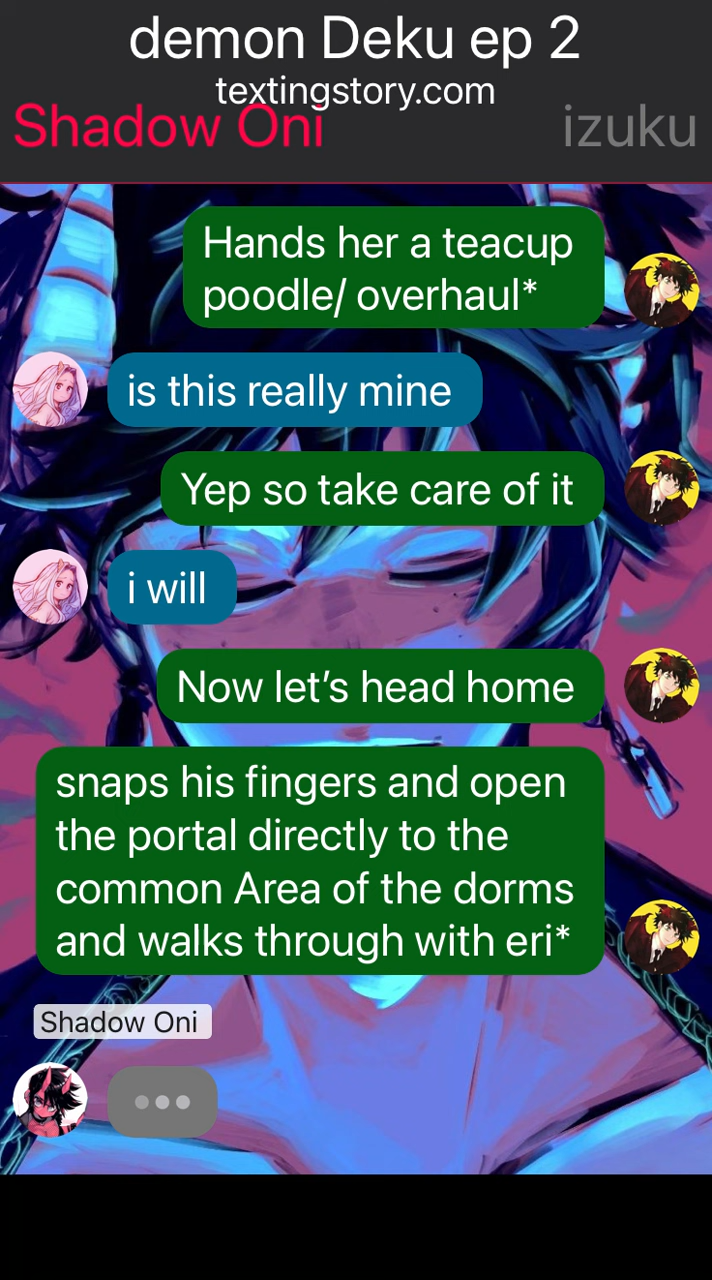 demon Deku ep 2
textingstory.com
Shadow Oni izuku
Hands her a teacup
poodle/ overhaul*
is this really mine
Yep so take care of it
i will
Now let’s head home
snaps his fingers and open
the portal directly to the
common Area of the dorms
and walks through with eri*
Shadow Oni